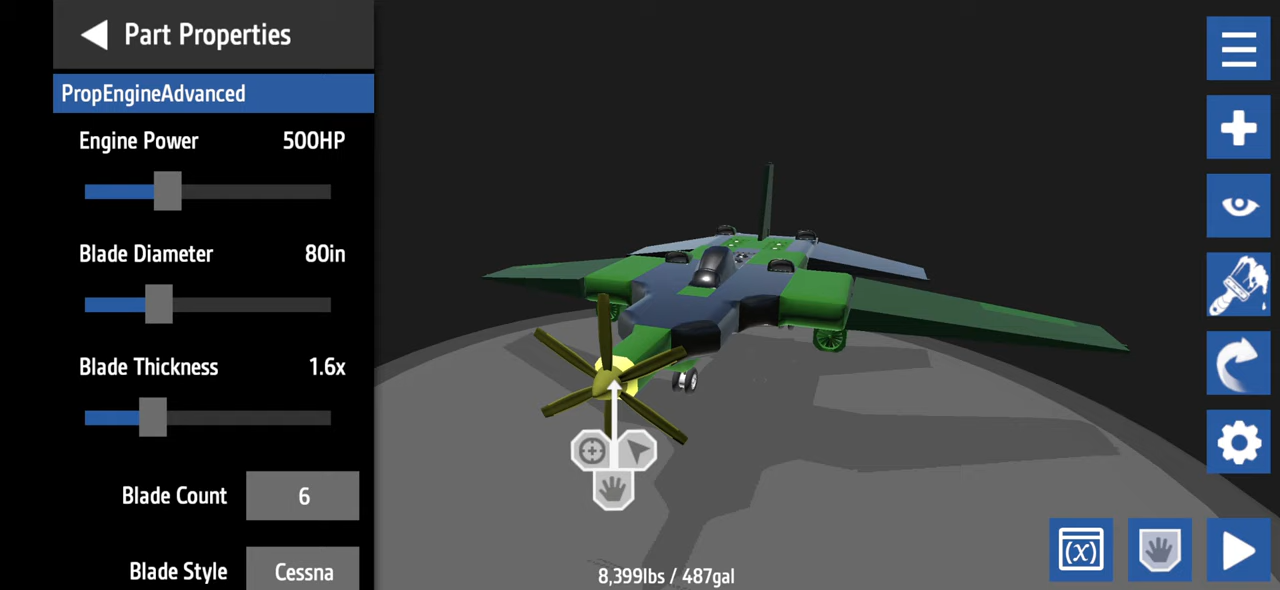 Part Properties
PropEngineAdvanced
Engine Power 500HP
Blade Diameter 80in
Blade Thickness 1.6x
Blade Count 6
Blade Style Cessna
(x)
8,399lbs / 487gal